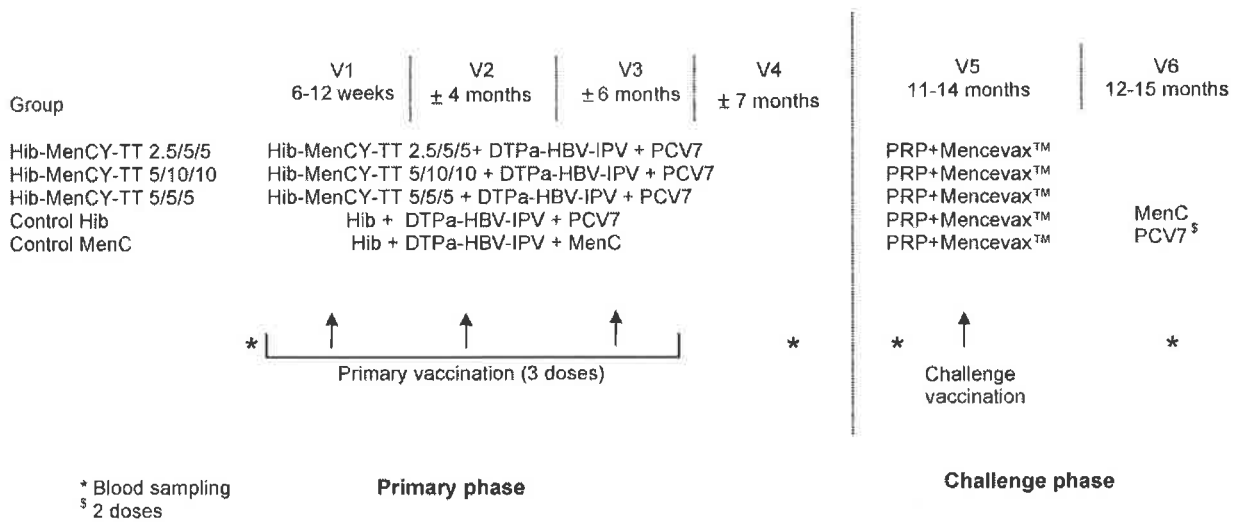 V1 V2 V3 V4 V5 V6
6-12 weeks ± 4 months ± 6 months ± 7 months 11-14 months 12-15 months
Group
Hib-MenCY-TT 2.5/5/5 Hib-MenCY-TT 2.5/5/5+ DTPa-HBV-IPV + PCV7 PRP+Mencevax™
Hib-MenCY-TT 5/10/10 Hib-MenCY-TT 5/10/10 + DTPa-HBV-IPV + PCV7 PRP+Mencevax™
Hib-MenCY-TT 5/5/5 Hib-MenCY-TT 5/5/5 + DTPa-HBV-IPV + PCV7 PRP+Mencevax™
Control Hib Hib + DTPa-HBV-IPV + PCV7 PRP+Mencevax™ MenC
Control MenC Hib + DTPa-HBV-IPV + MenC PRP+Mencevax™ PCV7 $
* * * *
Primary vaccination (3 doses) Challenge
vaccination
* Blood sampling Primary phase Challenge phase
$ 2 doses